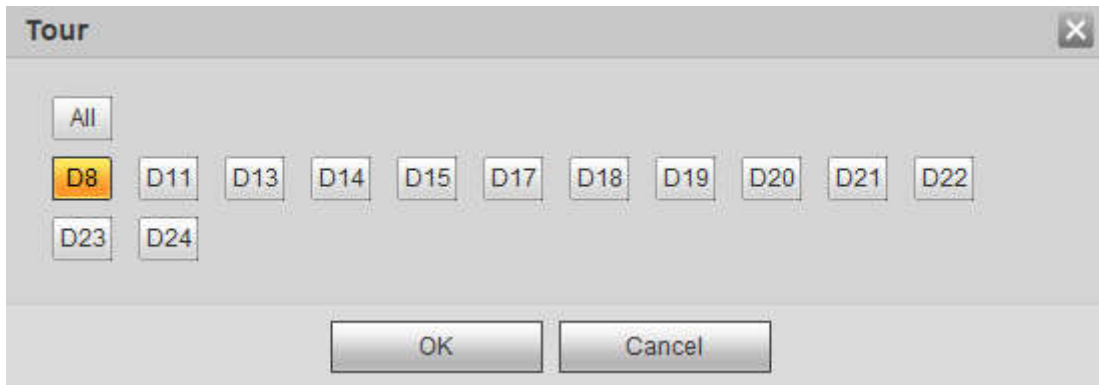 Tour
All
D8 D11 D13 D14 D15 D17 D18 D19 D20 D21 D22
D23 D24
OK Cancel